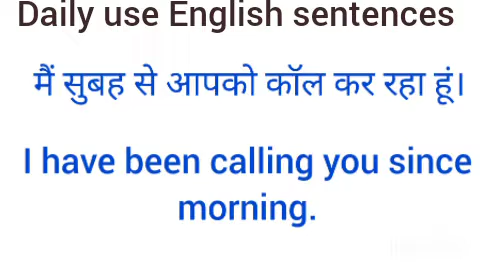 Daily use English sentences
मैं सुबह से आपको कॉल कर रहा हूं।
I have been calling you since
morning.